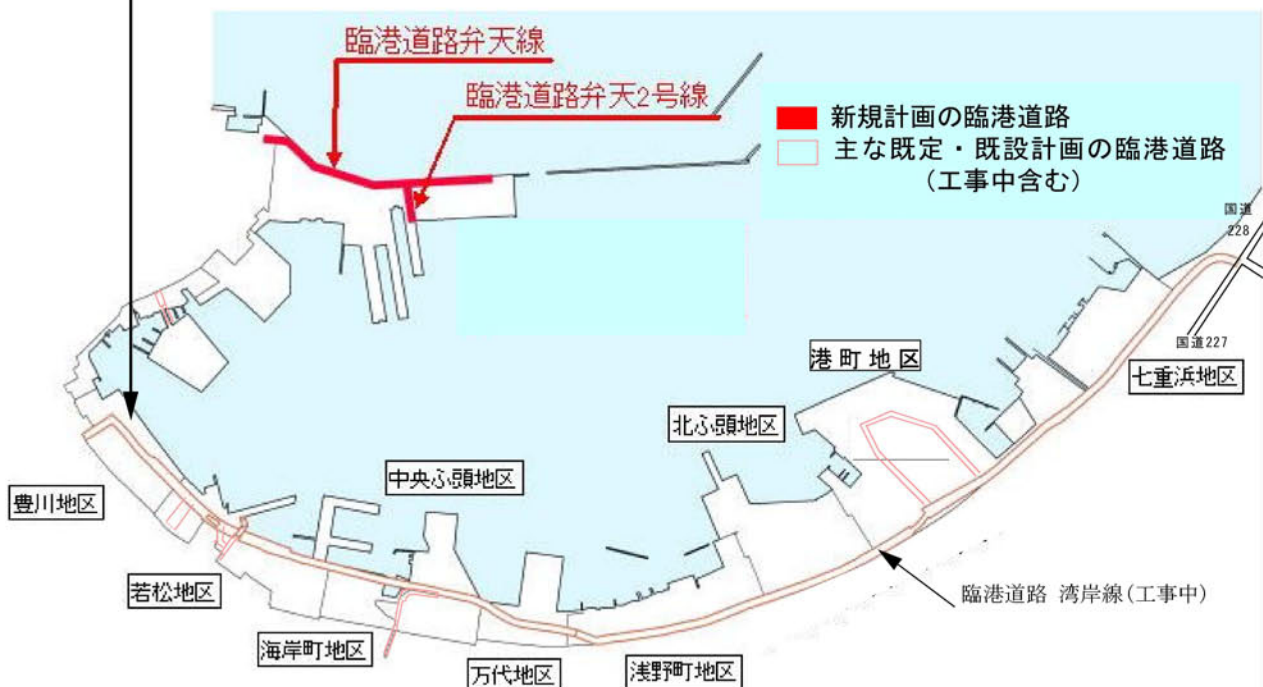 臨港道路弁天線
臨港道路弁天2号線
新規計画の臨港道路
主な既定・既設計画の臨港道路
(工事中含む)
国道
228
国道227
港町地区
七重浜地区
北ふ頭地区
中央ふ頭地区
豊川地区
若松地区
臨港道路 湾岸線(工事中)
海岸町地区
万代地区
浅野町地区